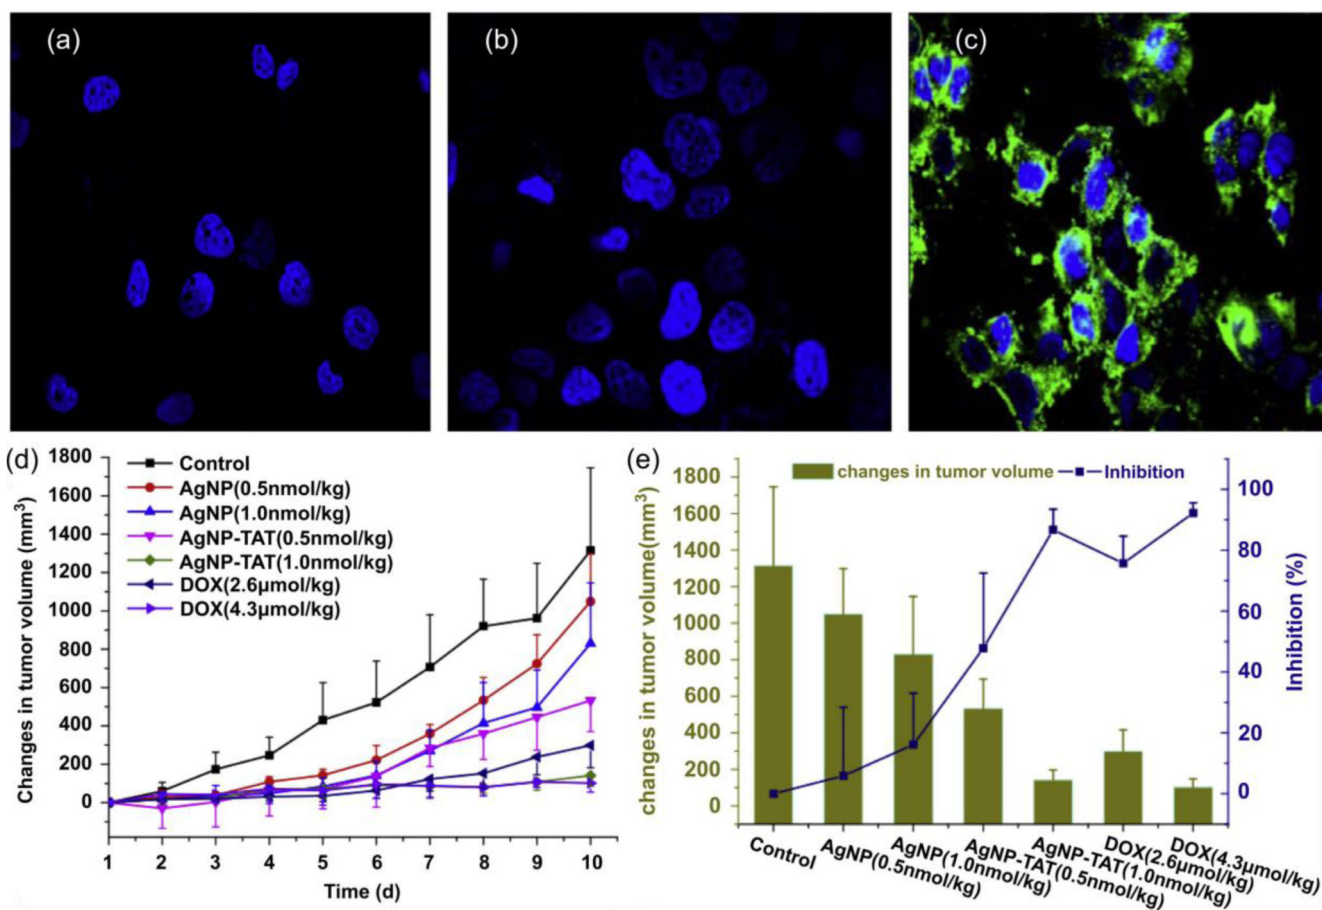 (a)
(b)
(c)
(d)
Changes in tumor volume (mm³)
1800
1600
1400
1200
1000
800
600
400
200
0
Control
AgNP(0.5nmol/kg)
AgNP(1.0nmol/kg)
AgNP-TAT(0.5nmol/kg)
AgNP-TAT(1.0nmol/kg)
DOX(2.6μmol/kg)
DOX(4.3μmol/kg)
1 2 3 4 5 6 7 8 9 10
Time (d)
(e)
changes in tumor volume(mm³)
1800
1600
1400
1200
1000
800
600
400
200
0
changes in tumor volume
Inhibition
100
80
60
40
20
0
Inhibition (%)
Control
AgNP(0.5nmol/kg)
AgNP(1.0nmol/kg)
AgNP-TAT(0.5nmol/kg)
AgNP-TAT(1.0nmol/kg)
DOX(2.6μmol/kg)
DOX(4.3μmol/kg)